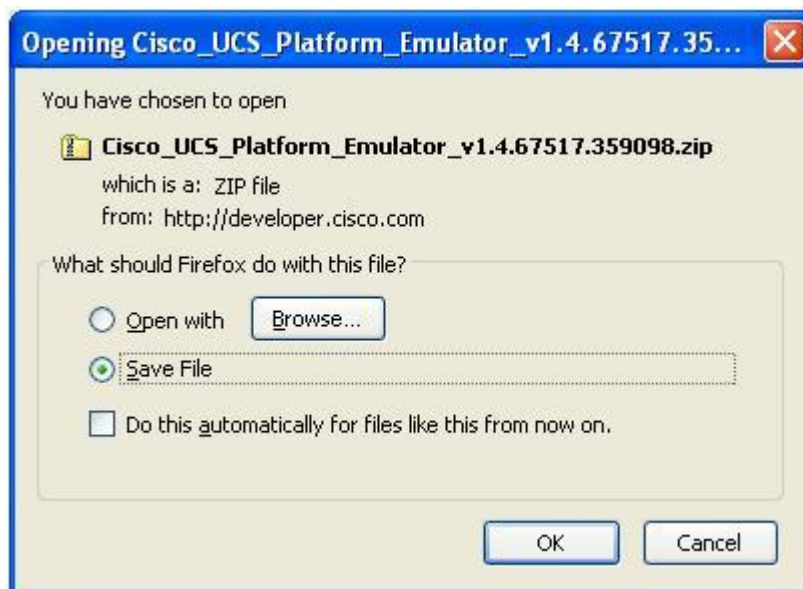 Opening Cisco_UCS_Platform_Emulator_v1.4.67517.35...
You have chosen to open
Cisco_UCS_Platform_Emulator_v1.4.67517.359098.zip
which is a: ZIP file
from: http://developer.cisco.com
What should Firefox do with this file?
Open with Browse...
Save File
Do this automatically for files like this from now on.
OK Cancel